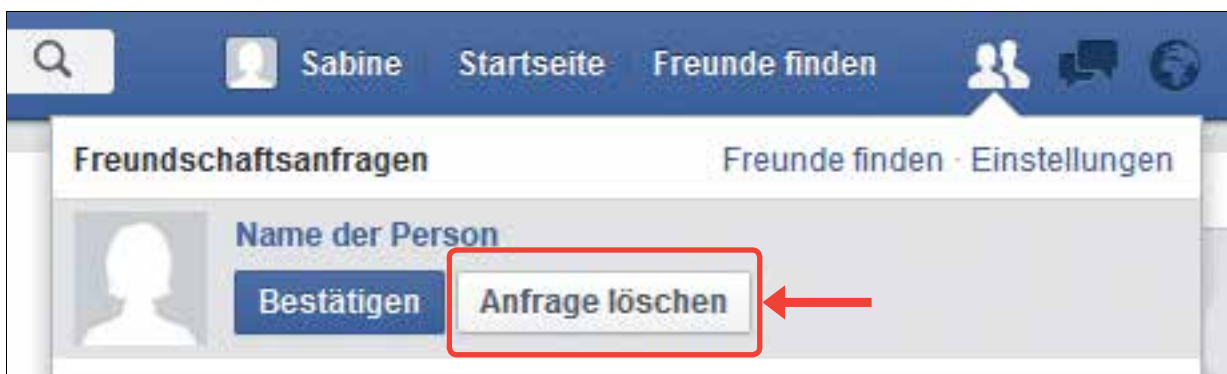 Sabine Startseite Freunde finden
Freundschaftsanfragen Freunde finden · Einstellungen
Name der Person
Bestätigen Anfrage löschen